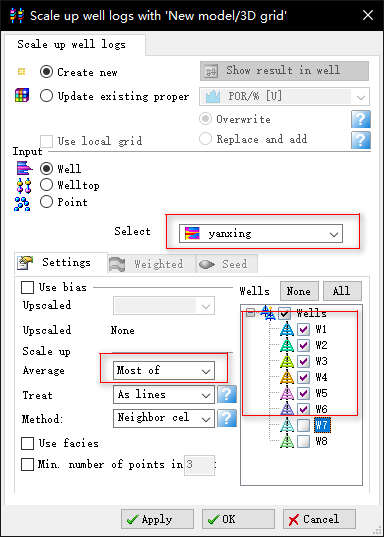 Scale up well logs with 'New model/3D grid'
Scale up well logs
Create new
Show result in well
Update existing proper
POR/% [U]
Overwrite
?
Use local grid
Replace and add
?
Input
Well
Welltop
Point
Select
yanxing
Settings
Weighted
Seed
Use bias
Wells
None
All
Upscaled
Wells
W1
Upscaled
None
W2
Scale up
W3
Average
Most of
W4
Treat
As lines
?
W5
W6
Method:
Neighbor cel
?
W7
Use facies
W8
Min. number of points in
3
Apply
OK
Cancel